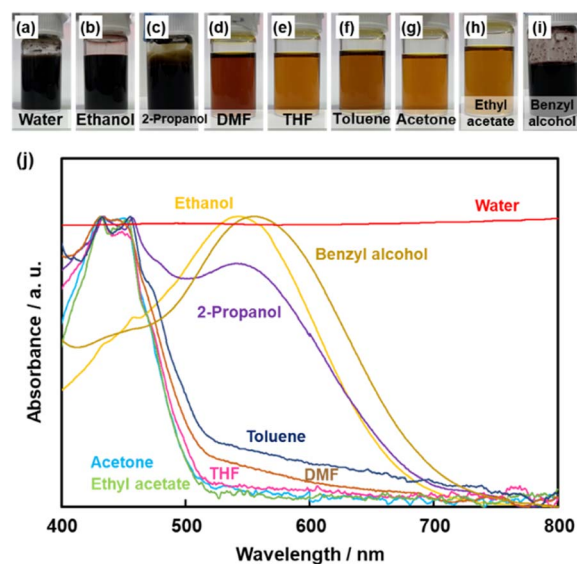 (a) (b) (c) (d) (e) (f) (g) (h) (i)
Water Ethanol 2-Propanol DMF THF Toluene Acetone Ethyl acetate Benzyl alcohol
(j)
Ethanol
Water
Benzyl alcohol
2-Propanol
Toluene
Acetone THF DMF
Ethyl acetate
Absorbance / a. u.
400 500 600 700 800
Wavelength / nm